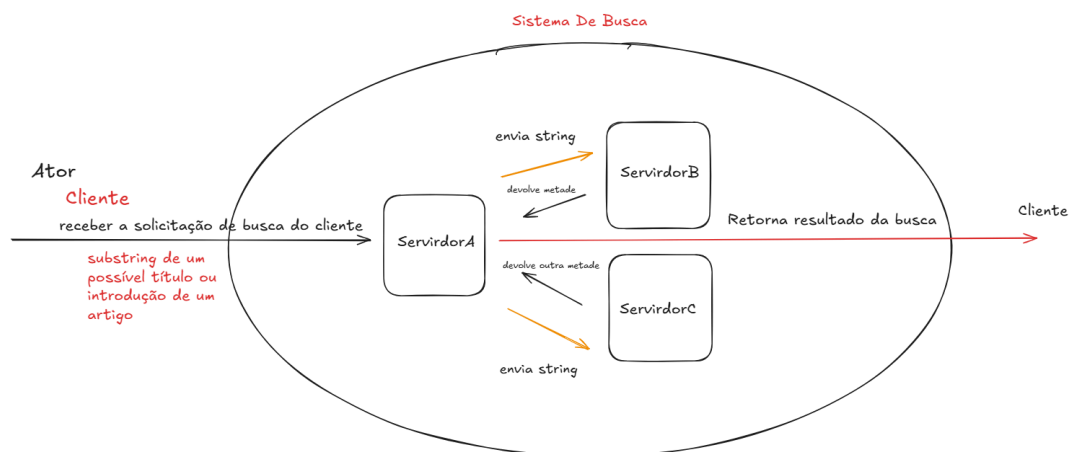 Sistema De Busca
envia string
ServirdorB
devolve metade
Ator
Cliente
receber a solicitação de busca do cliente
Retorna resultado da busca
Cliente
ServirdorA
substring de um
possível título ou
introdução de um
artigo
devolve outra metade
ServirdorC
envia string